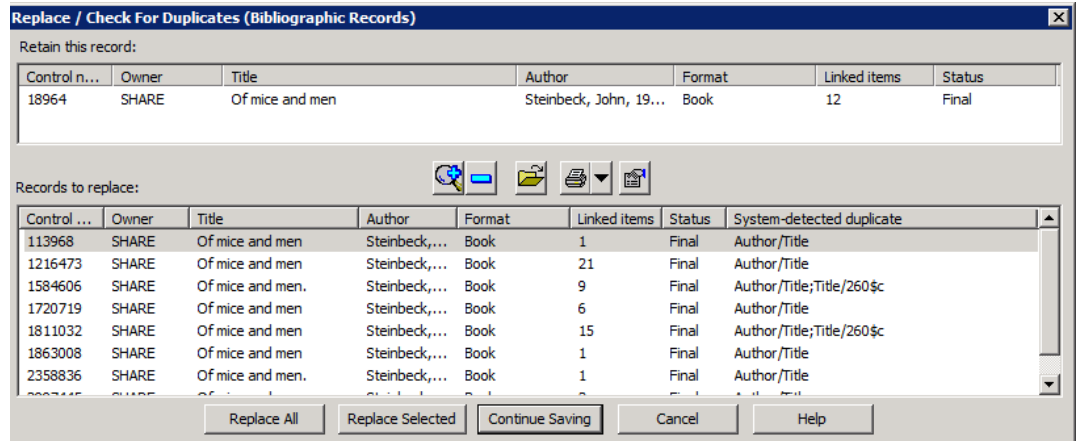 Replace / Check For Duplicates (Bibliographic Records)
Retain this record:
Control n... Owner Title Author Format Linked items Status
18964 SHARE Of mice and men Steinbeck, John, 19... Book 12 Final
Records to replace:
Control ... Owner Title Author Format Linked items Status System-detected duplicate
113968 SHARE Of mice and men Steinbeck,... Book 1 Final Author/Title
1216473 SHARE Of mice and men Steinbeck,... Book 21 Final Author/Title
1584606 SHARE Of mice and men. Steinbeck,... Book 9 Final Author/Title;Title/260$c
1720719 SHARE Of mice and men Steinbeck,... Book 6 Final Author/Title
1811032 SHARE Of mice and men Steinbeck,... Book 15 Final Author/Title;Title/260$c
1863008 SHARE Of mice and men Steinbeck,... Book 1 Final Author/Title
2358836 SHARE Of mice and men. Steinbeck,... Book 1 Final Author/Title
Replace All Replace Selected Continue Saving Cancel Help